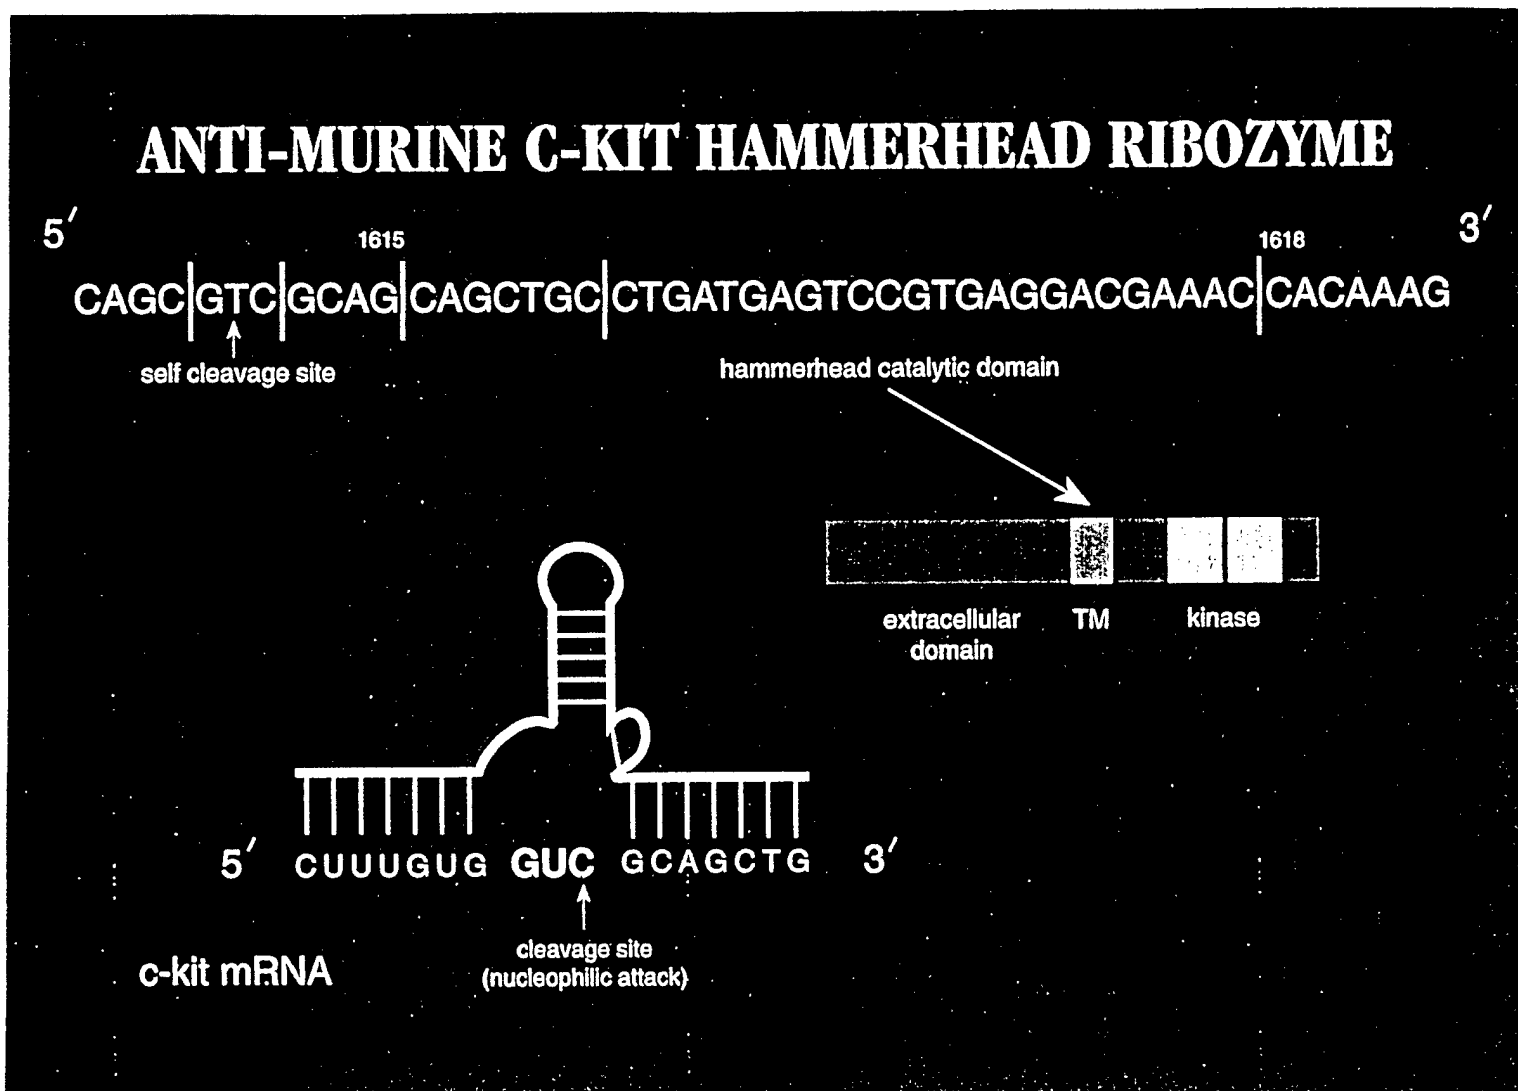 ANTI-MURINE C-KIT HAMMERHEAD RIBOZYME
5′ 3′
1615 1618
CAGC|GTC|GCAG|CAGCTGC|CTGATGAGTCCGTGAGGACGAAAC|CACAAAG
self cleavage site
hammerhead catalytic domain
extracellular
domain
TM
kinase
5′ CUUUGUG GUC GCAGCTG 3′
cleavage site
(nucleophilic attack)
c-kit mRNA